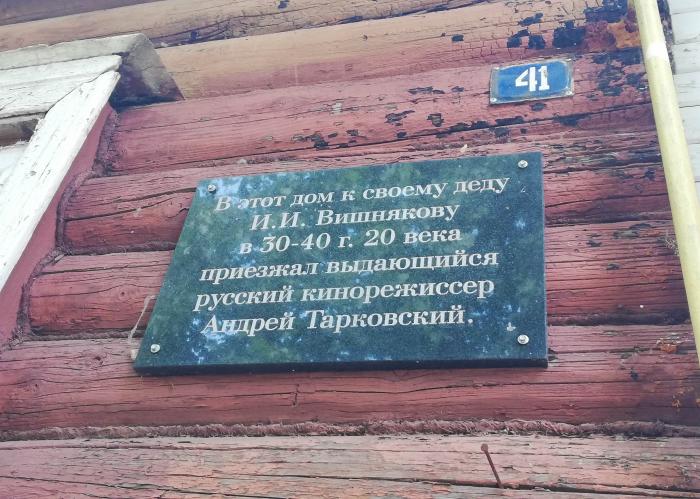 41
В этот дом к своему деду
И.И. Вишнякову
в 30-40 г. 20 века
приезжал выдающийся
русский кинорежиссер
Андрей Тарковский.